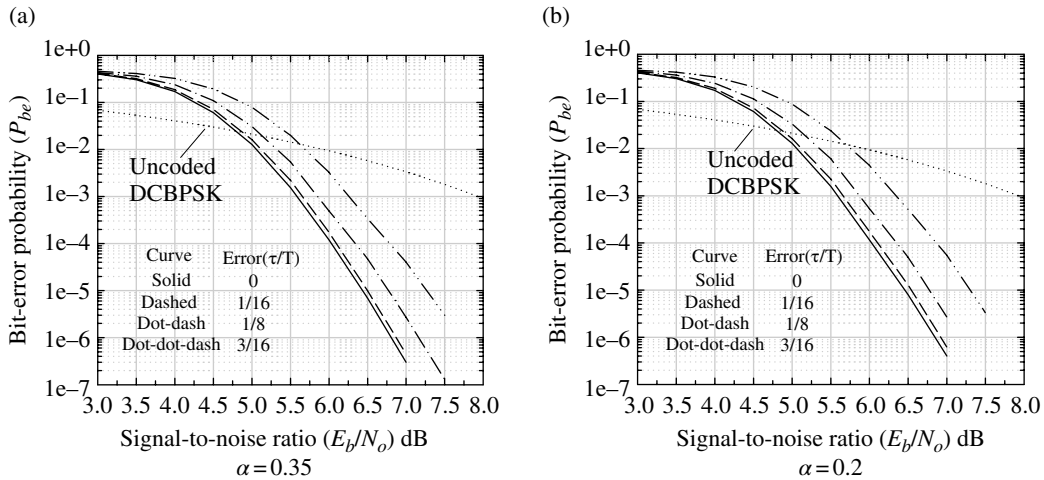 (a)
1e+0
1e–1
1e–2
1e–3
1e–4
1e–5
1e–6
1e–7
Bit-error probability (Pbe)
Uncoded
DCBPSK
Curve Error(τ/T)
Solid 0
Dashed 1/16
Dot-dash 1/8
Dot-dot-dash 3/16
3.0 3.5 4.0 4.5 5.0 5.5 6.0 6.5 7.0 7.5 8.0
Signal-to-noise ratio (Eb/No) dB
α=0.35
(b)
1e+0
1e–1
1e–2
1e–3
1e–4
1e–5
1e–6
1e–7
Bit-error probability (Pbe)
Uncoded
DCBPSK
Curve Error(τ/T)
Solid 0
Dashed 1/16
Dot-dash 1/8
Dot-dot-dash 3/16
3.0 3.5 4.0 4.5 5.0 5.5 6.0 6.5 7.0 7.5 8.0
Signal-to-noise ratio (Eb/No) dB
α=0.2